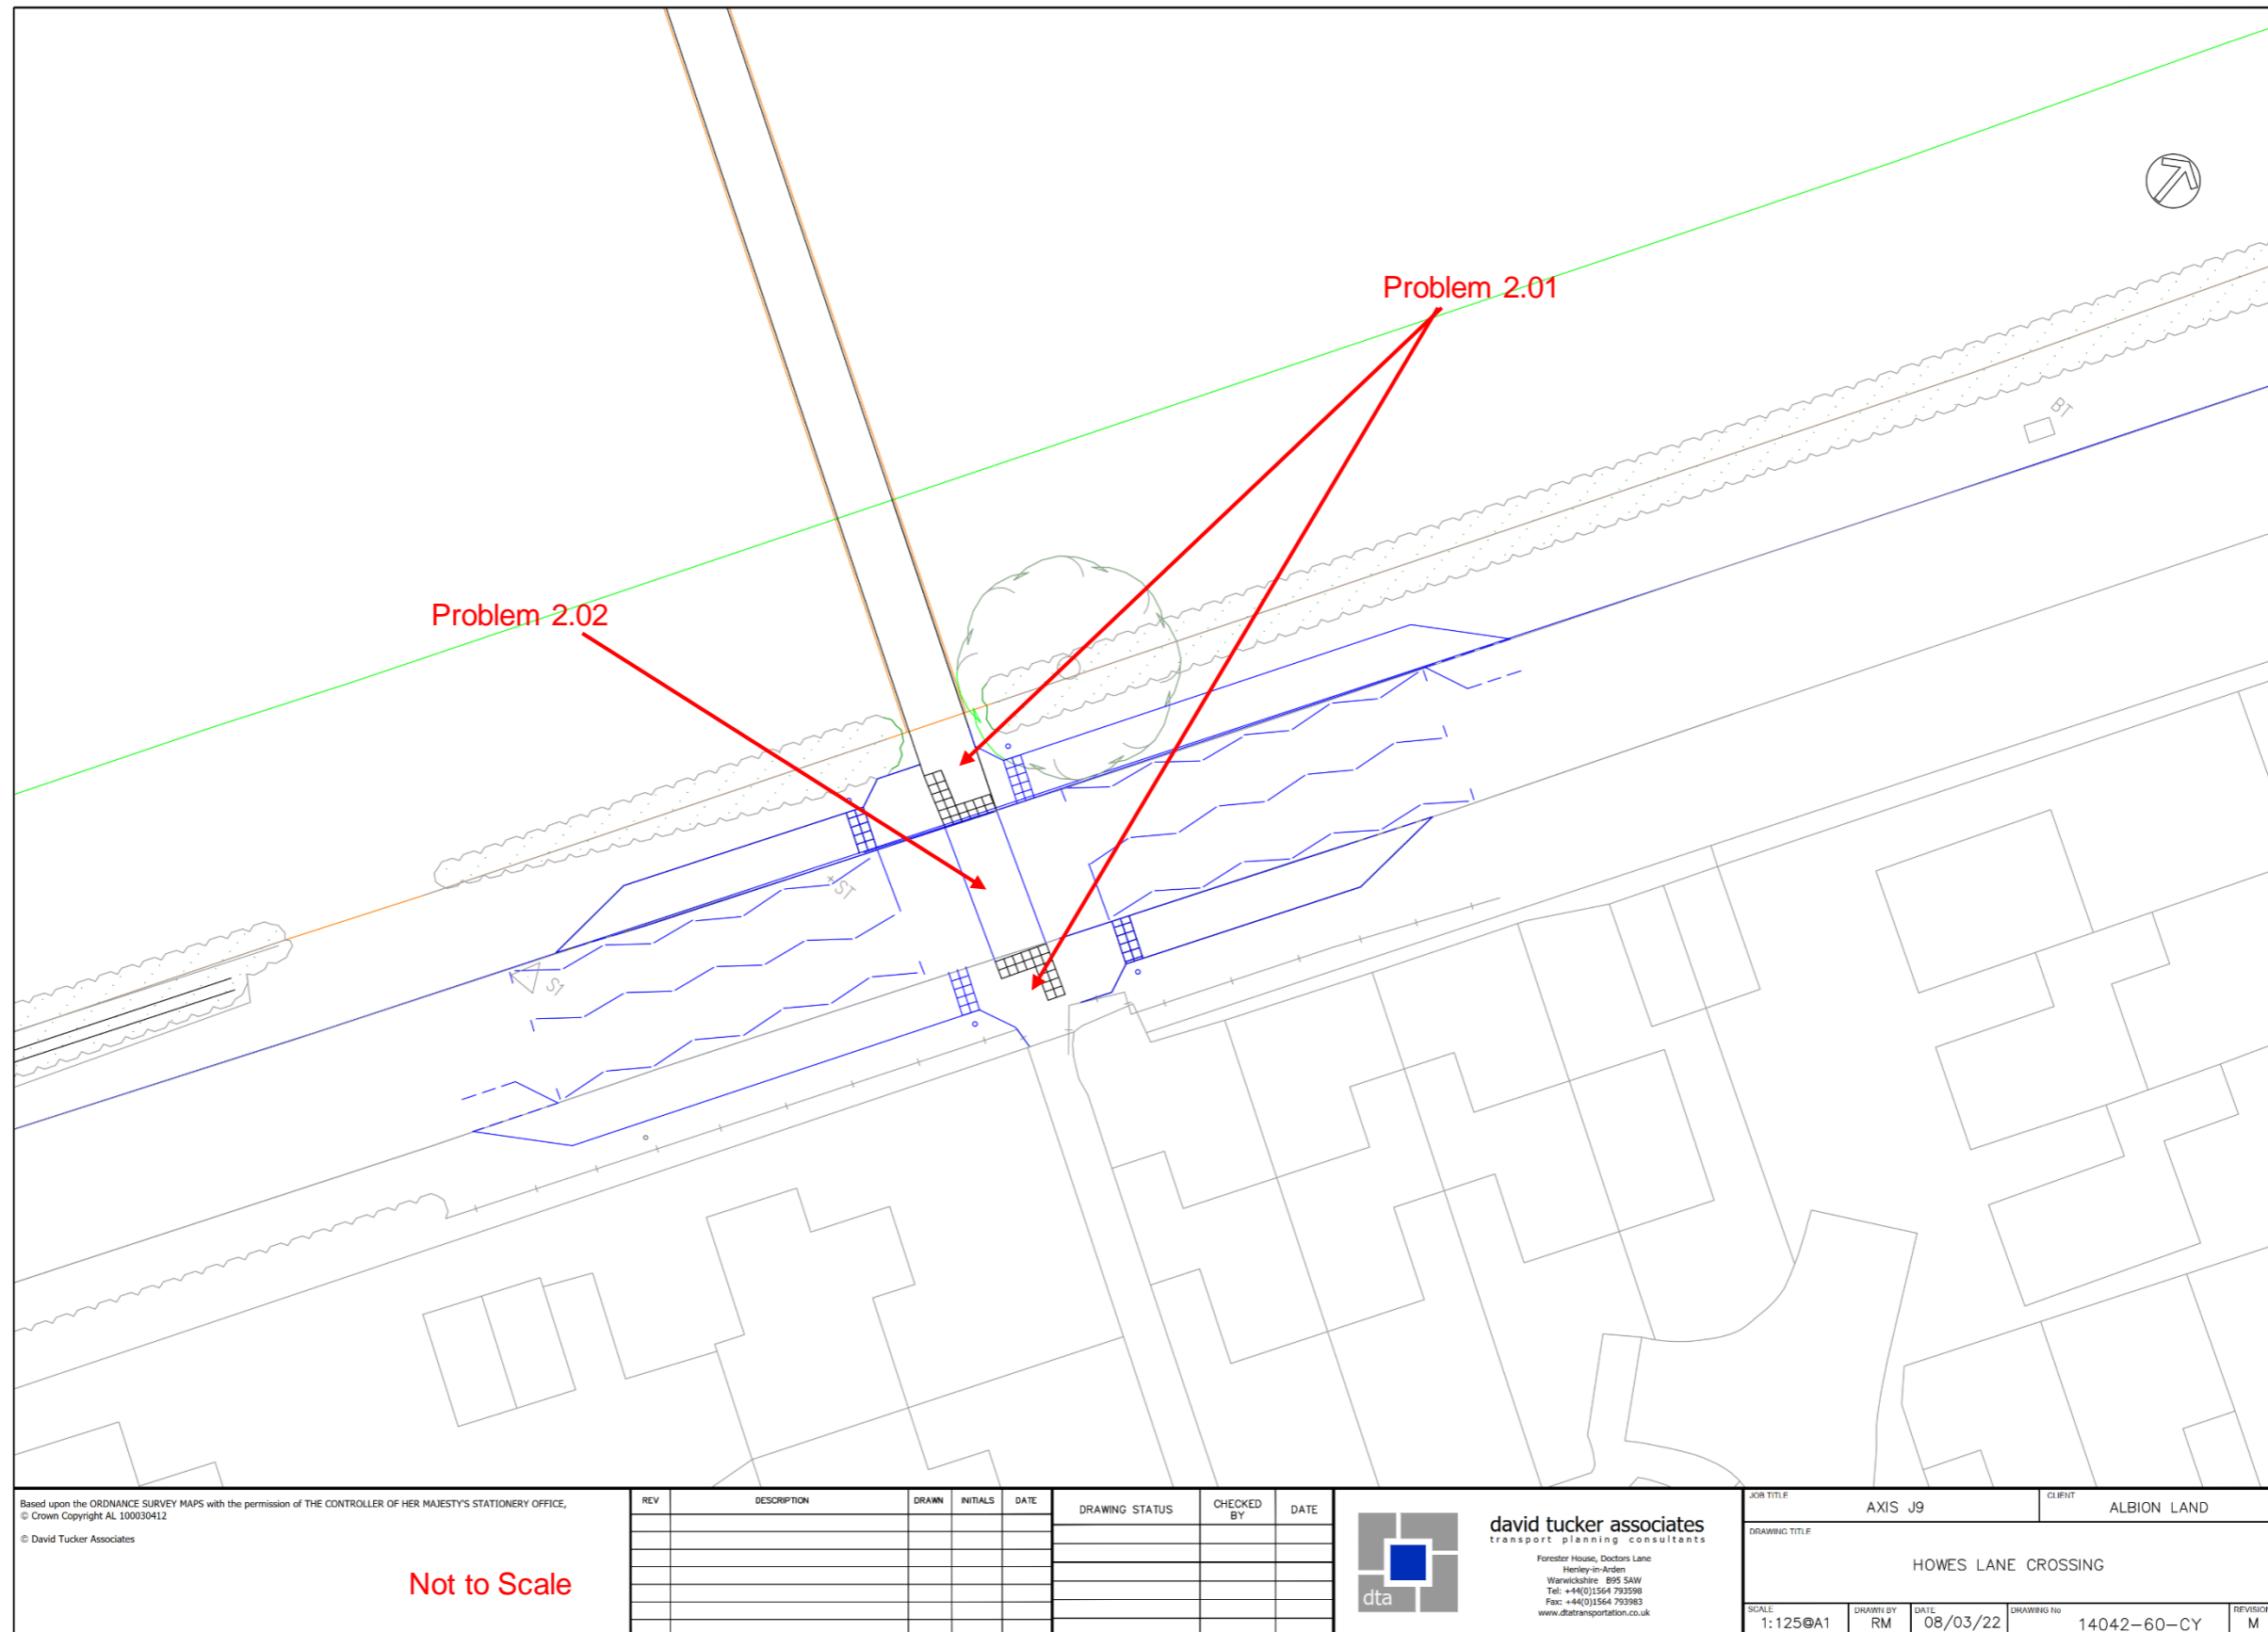 Problem 2.01
BT
Problem 2.02
ST
ST
Based upon the ORDNANCE SURVEY MAPS with the permission of THE CONTROLLER OF HER MAJESTY'S STATIONERY OFFICE,
© Crown Copyright AL 100030412
© David Tucker Associates
Not to Scale
REV DESCRIPTION DRAWN INITIALS DATE
DRAWING STATUS CHECKED BY DATE
dta
david tucker associates
transport planning consultants
Forester House, Doctors Lane
Henley-in-Arden
Warwickshire B95 5AW
Tel: +44(0)1564 793598
Fax: +44(0)1564 793983
www.dtatransportation.co.uk
JOB TITLE
AXIS J9
CLIENT
ALBION LAND
DRAWING TITLE
HOWES LANE CROSSING
SCALE
1:125@A1
DRAWN BY
RM
DATE
08/03/22
DRAWING No
14042-60-CY
REVISION
M